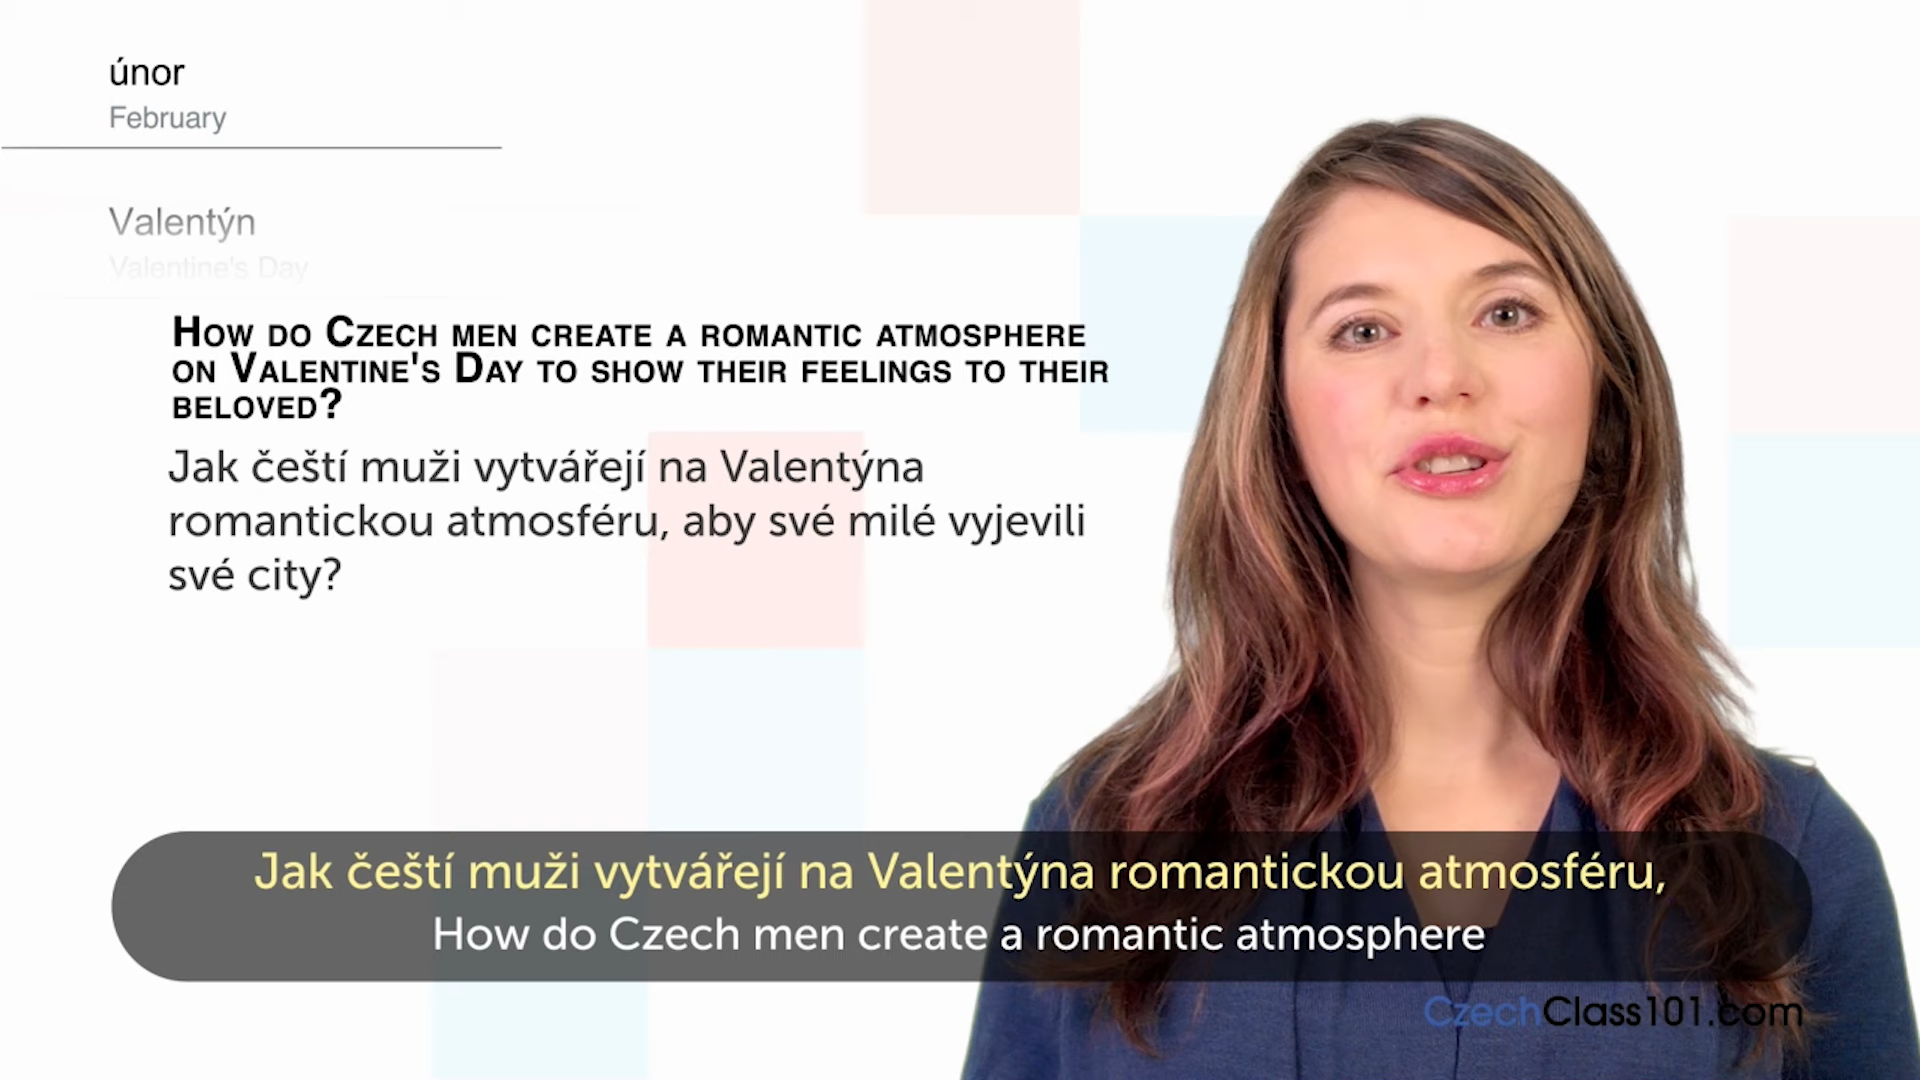 únor
February
Valentýn
Valentine's Day
How do Czech men create a romantic atmosphere
on Valentine's Day to show their feelings to their
beloved?
Jak čeští muži vytvářejí na Valentýna
romantickou atmosféru, aby své milé vyjevili
své city?
Jak čeští muži vytvářejí na Valentýna romantickou atmosféru,
How do Czech men create a romantic atmosphere
CzechClass101.com